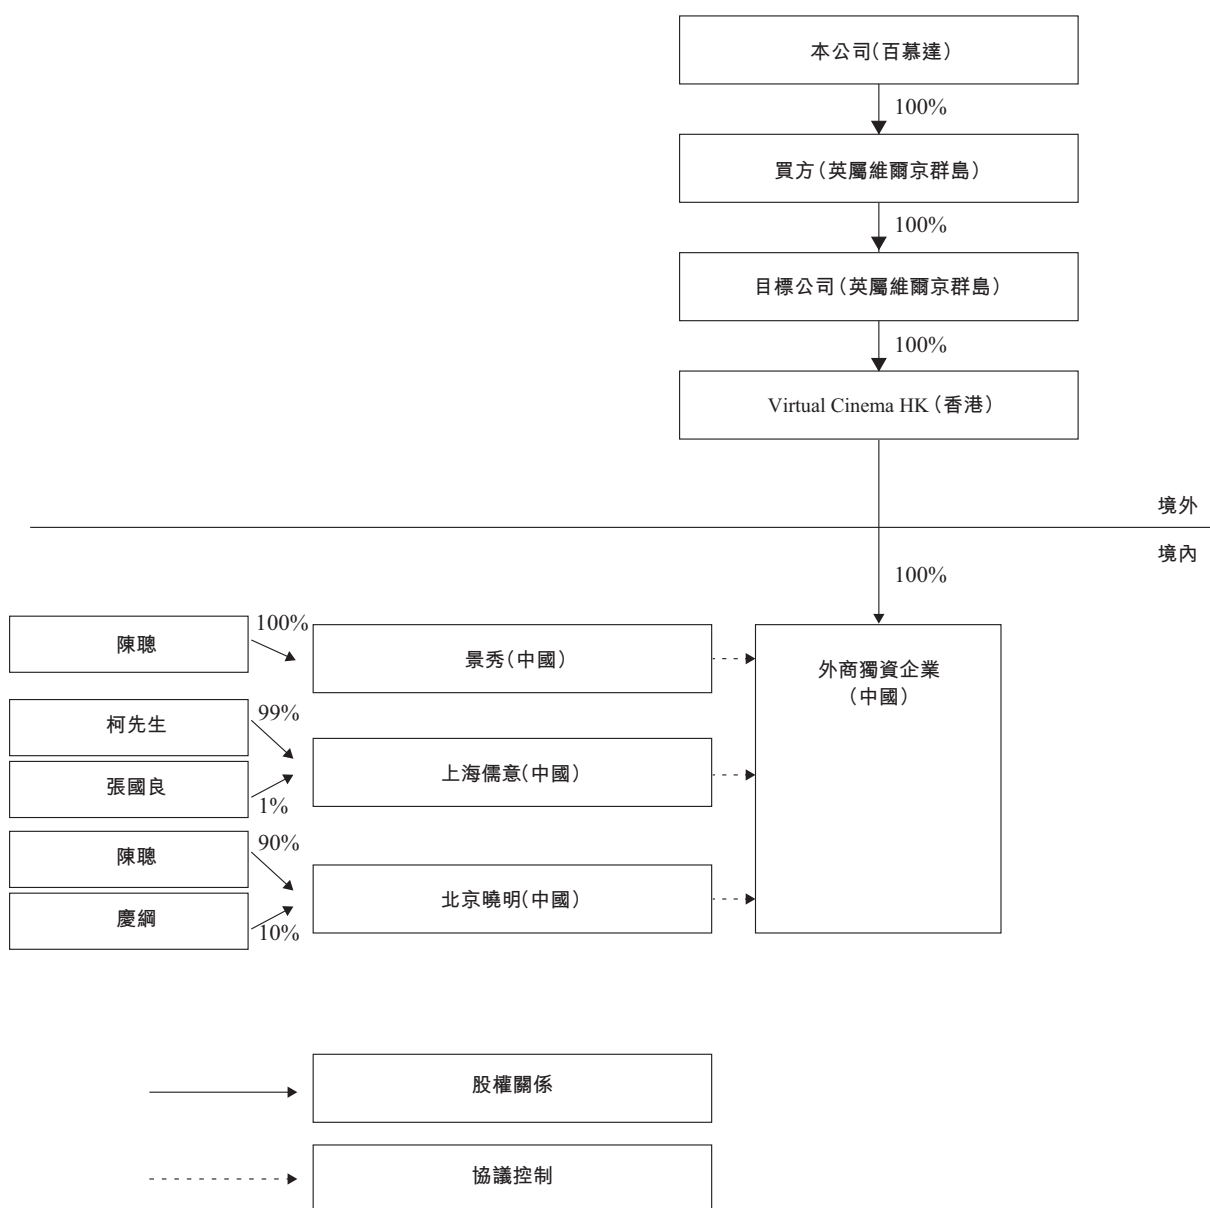 本公司(百慕達)
100%
買方(英屬維爾京群島)
100%
目標公司(英屬維爾京群島)
100%
Virtual Cinema HK(香港)
境外
境內
100%
陳聰
100%
景秀(中國)
外商獨資企業
(中國)
柯先生
99%
上海儒意(中國)
張國良
1%
陳聰
90%
北京曉明(中國)
慶綱
10%
股權關係
協議控制